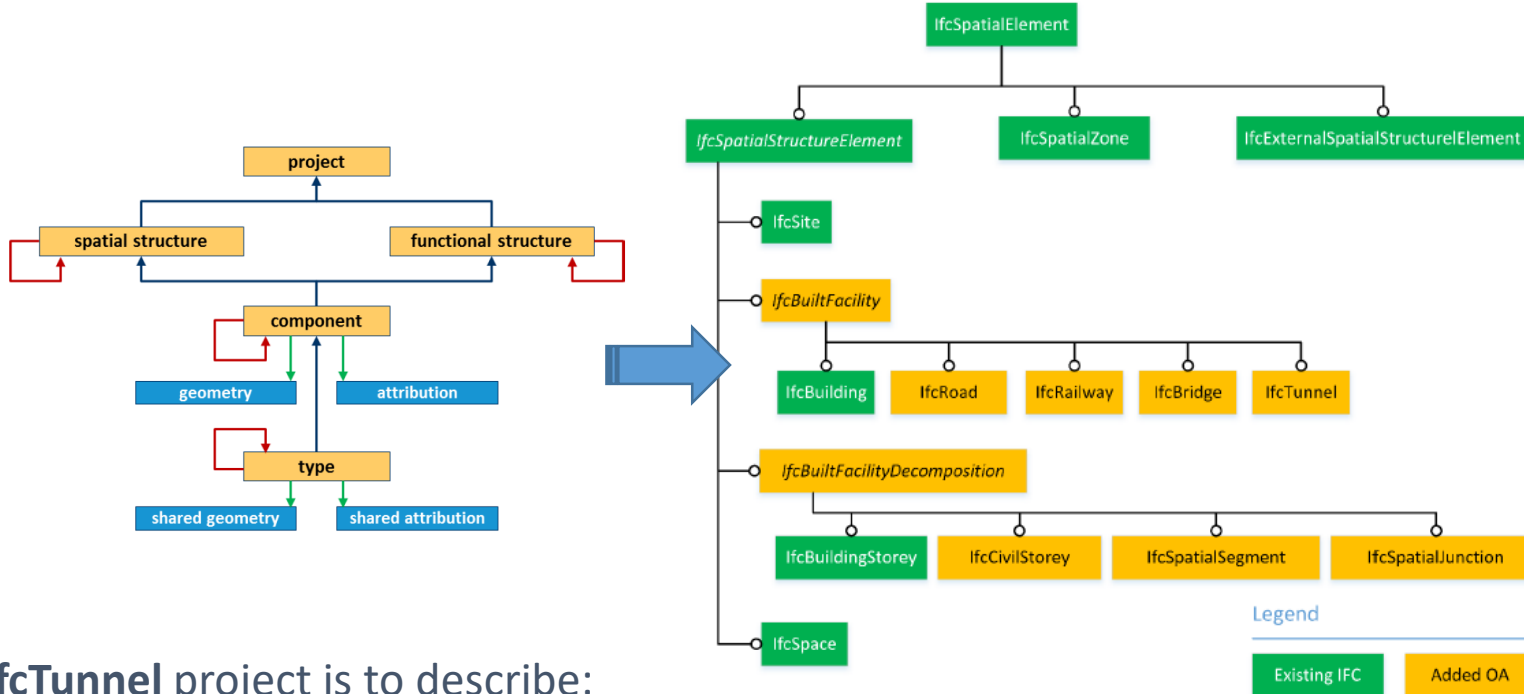 project
spatial structure
functional structure
component
geometry
attribution
type
shared geometry
shared attribution
IfcSpatialElement
IfcSpatialStructureElement
IfcSpatialZone
IfcExternalSpatialStructurelElement
IfcSite
IfcBuiltFacility
IfcBuilding
IfcRoad
IfcRailway
IfcBridge
IfcTunnel
IfcBuiltFacilityDecomposition
IfcBuildingStorey
IfcCivilStorey
IfcSpatialSegment
IfcSpatialJunction
IfcSpace
Legend
Existing IFC
Added OA
fcTunnel project is to describe: